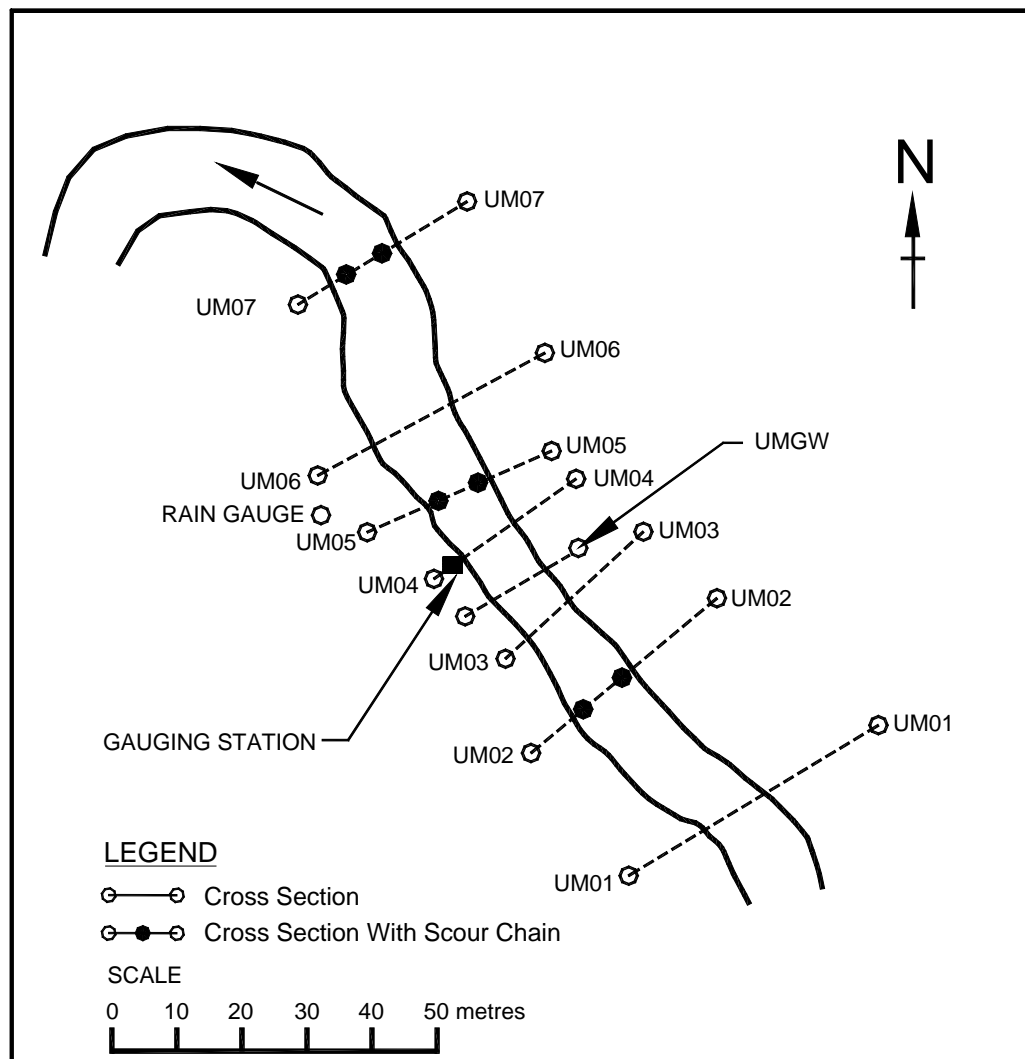 N
UM07
UM07
UM06
UM05
UMGW
UM04
UM06
RAIN GAUGE
UM03
UM05
UM04
UM02
UM03
UM01
GAUGING STATION
UM02
UM01
LEGEND
Cross Section
Cross Section With Scour Chain
SCALE
0 10 20 30 40 50 metres